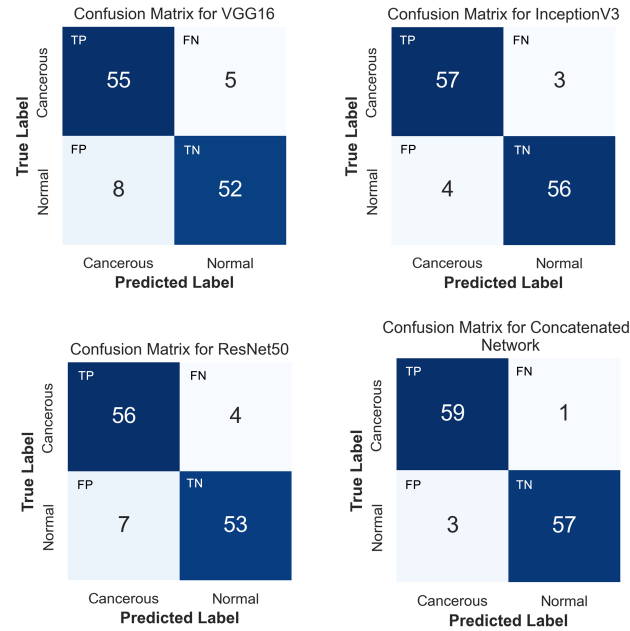 Confusion Matrix for VGG16
True Label
Cancerous
Normal
TP
55
FN
5
FP
8
TN
52
Cancerous
Normal
Predicted Label
Confusion Matrix for InceptionV3
True Label
Cancerous
Normal
TP
57
FN
3
FP
4
TN
56
Cancerous
Normal
Predicted Label
Confusion Matrix for ResNet50
True Label
Cancerous
Normal
TP
56
FN
4
FP
7
TN
53
Cancerous
Normal
Predicted Label
Confusion Matrix for Concatenated
Network
True Label
Cancerous
Normal
TP
59
FN
1
FP
3
TN
57
Cancerous
Normal
Predicted Label